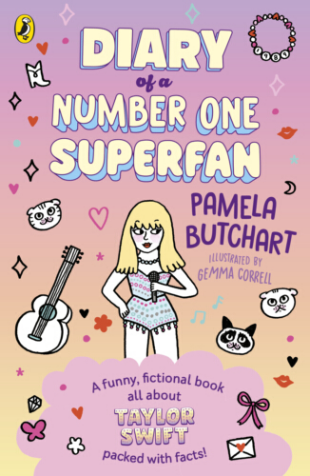 DIARY
of a
NUMBER ONE
SUPERFAN
PAMELA
BUTCHART
ILLUSTRATED BY
GEMMA CORRELL
A funny, fictional book
all about
TAYLOR
SWIFT
packed with facts!